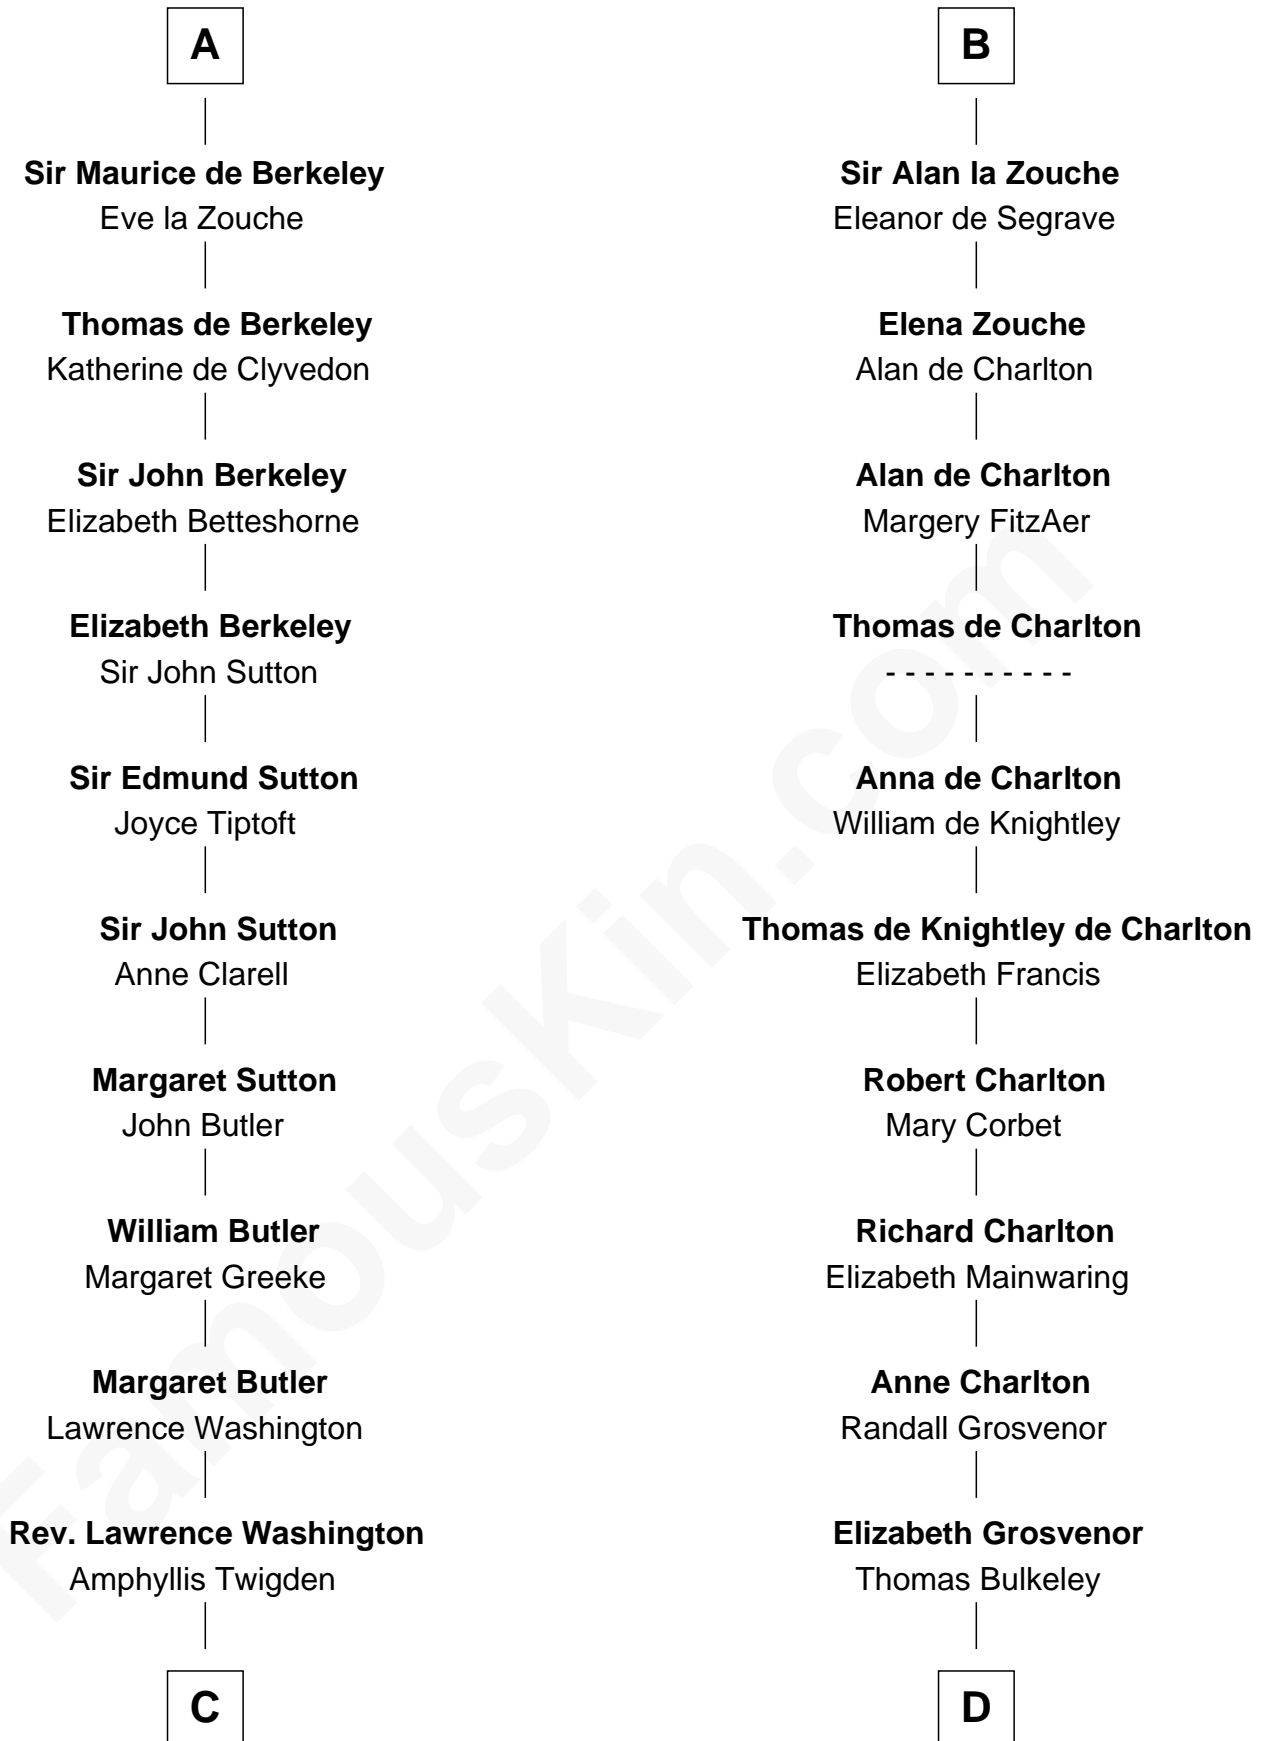 A
Sir Maurice de Berkeley
Eve la Zouche
Thomas de Berkeley
Katherine de Clyvedon
Sir John Berkeley
Elizabeth Betteshorne
Elizabeth Berkeley
Sir John Sutton
Sir Edmund Sutton
Joyce Tiptoft
Sir John Sutton
Anne Clarell
Margaret Sutton
John Butler
William Butler
Margaret Greeke
Margaret Butler
Lawrence Washington
Rev. Lawrence Washington
Amphyllis Twigden
C
B
Sir Alan la Zouche
Eleanor de Segrave
Elena Zouche
Alan de Charlton
Alan de Charlton
Margery FitzAer
Thomas de Charlton
- - - - - - - - - -
Anna de Charlton
William de Knightley
Thomas de Knightley de Charlton
Elizabeth Francis
Robert Charlton
Mary Corbet
Richard Charlton
Elizabeth Mainwaring
Anne Charlton
Randall Grosvenor
Elizabeth Grosvenor
Thomas Bulkeley
D
FamousKin.com